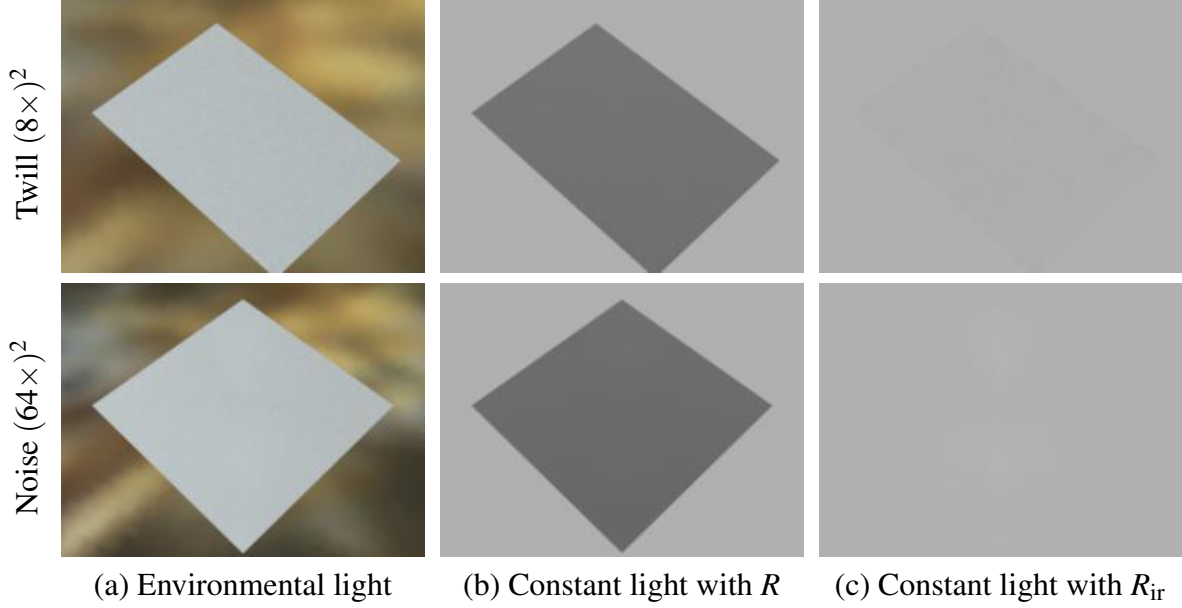 Twill (8×)²
Noise (64×)²
(a) Environmental light
(b) Constant light with R
(c) Constant light with R_ir